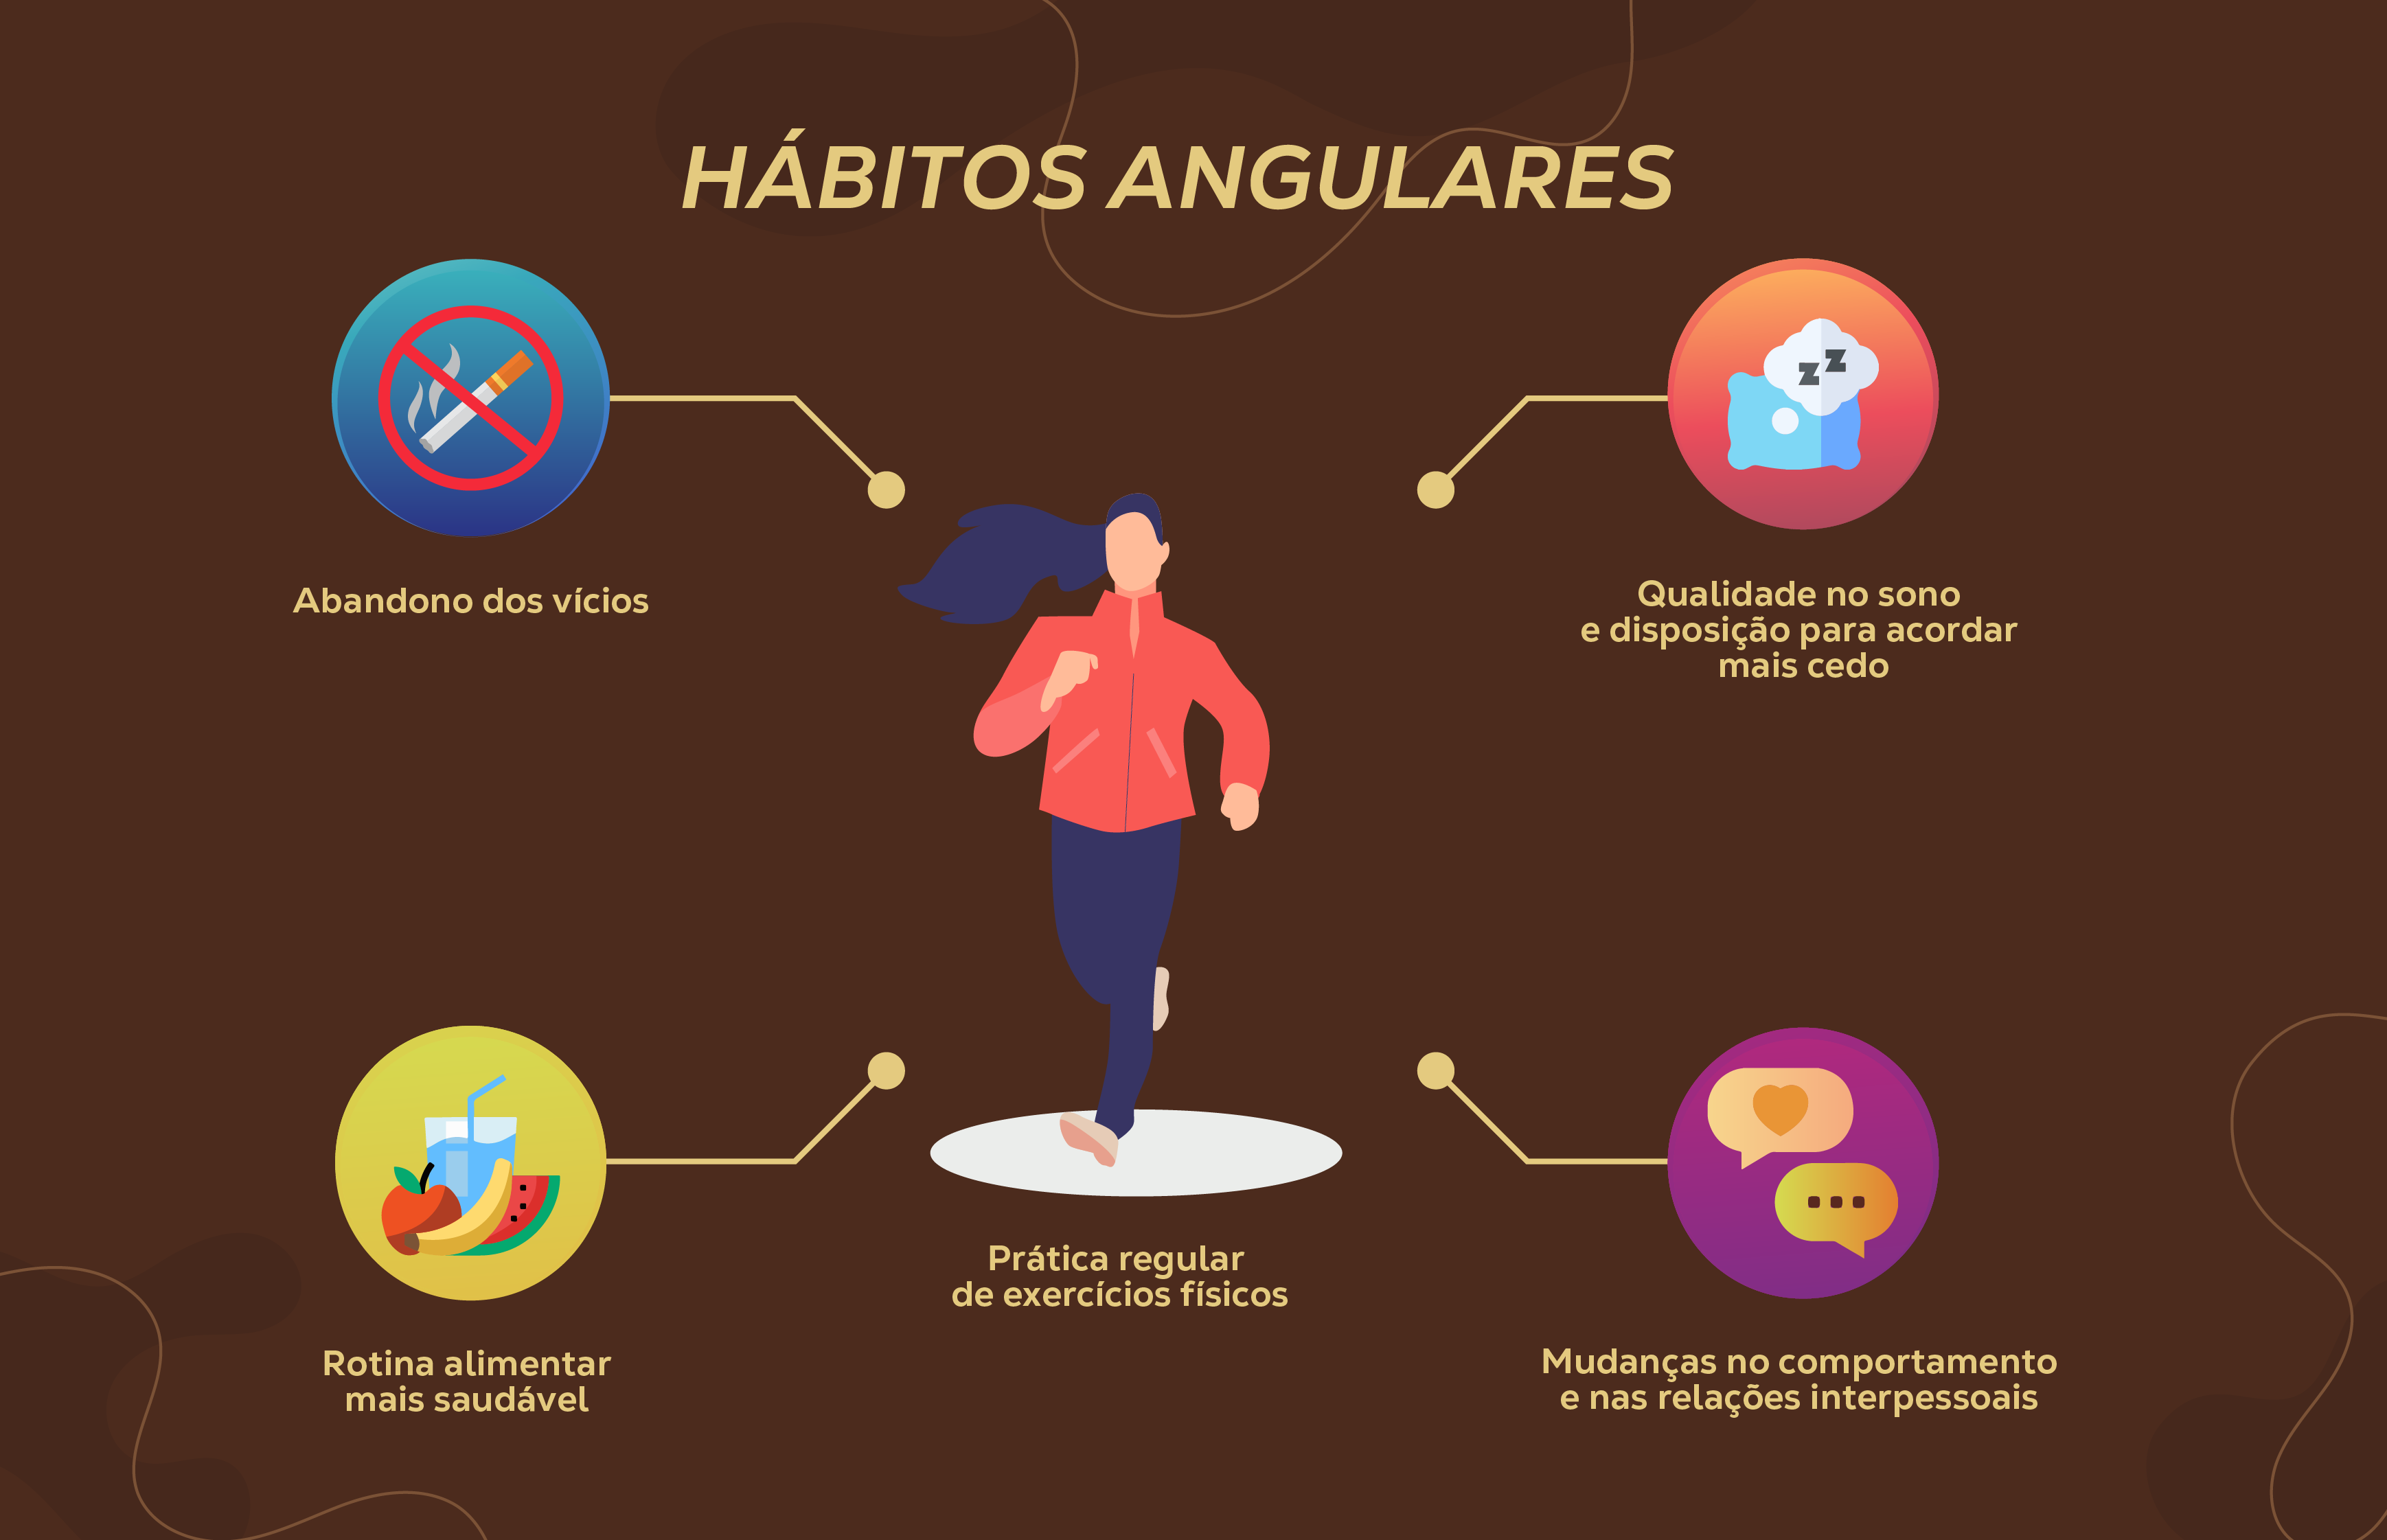 HÁBITOS ANGULARES
Abandono dos vícios
Qualidade no sono
e disposição para acordar
mais cedo
z z
Prática regular
de exercícios físicos
Rotina alimentar
mais saudável
Mudanças no comportamento
e nas relações interpessoais